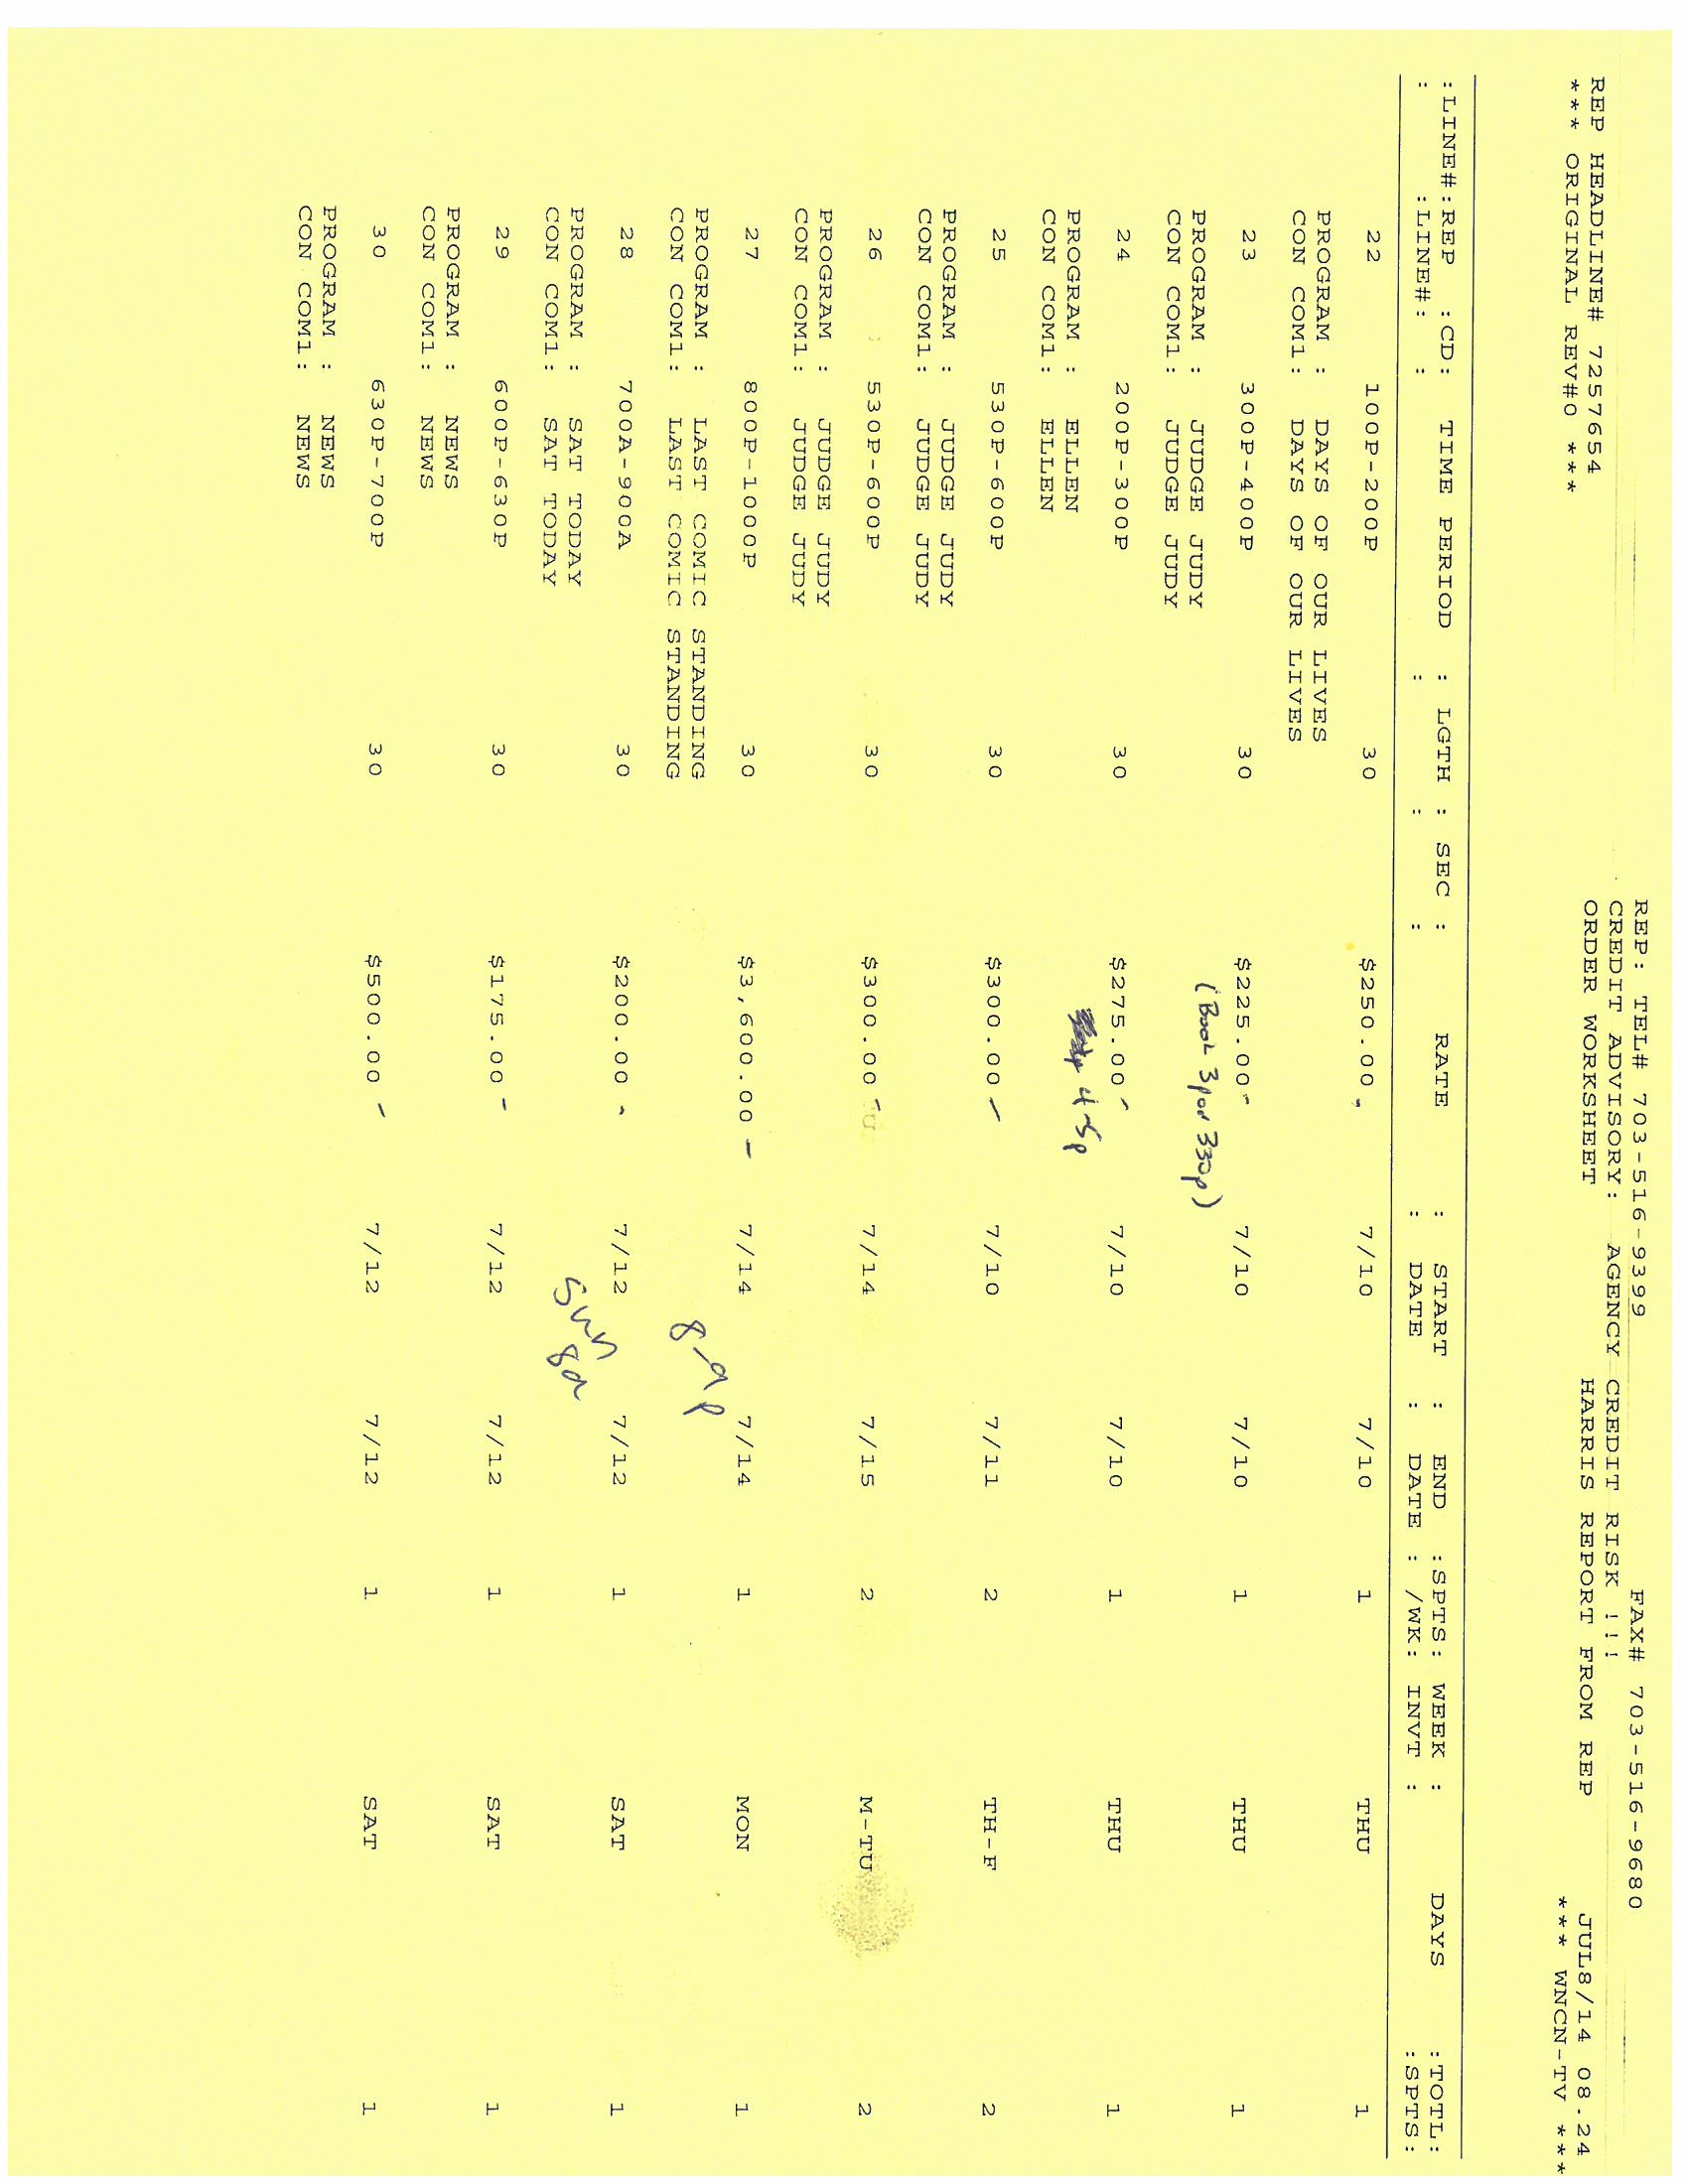 REP: TEL# 703-516-9399 FAX# 703-516-9680
CREDIT ADVISORY: AGENCY CREDIT RISK !!!
REP HEADLINE# 7257654 ORDER WORKSHEET HARRIS REPORT FROM REP JUL8/14 08.24
*** ORIGINAL REV#0 *** *** WNCN-TV ***
:LINE#:REP :CD: TIME PERIOD : LGTH : SEC : RATE : START : END :SPTS: WEEK : DAYS :TOTL:
: :LINE#: : : : : : DATE : DATE : /WK: INVT : :SPTS:
22 100P-200P 30 $250.00 7/10 7/10 1 THU 1
PROGRAM : DAYS OF OUR LIVES
CON COM1: DAYS OF OUR LIVES
23 300P-400P 30 $225.00 7/10 7/10 1 THU 1
PROGRAM : JUDGE JUDY (Book 3p or 330p)
CON COM1: JUDGE JUDY
24 200P-300P 30 $275.00 7/10 7/10 1 THU 1
PROGRAM : ELLEN 4-5p
CON COM1: ELLEN
25 530P-600P 30 $300.00 7/10 7/11 2 TH-F 2
PROGRAM : JUDGE JUDY
CON COM1: JUDGE JUDY
26 530P-600P 30 $300.00 7/14 7/15 2 M-TU 2
PROGRAM : JUDGE JUDY
CON COM1: JUDGE JUDY
27 800P-1000P 30 $3,600.00 7/14 7/14 1 MON 1
PROGRAM : LAST COMIC STANDING 8-9p
CON COM1: LAST COMIC STANDING
28 700A-900A 30 $200.00 7/12 7/12 1 SAT 1
PROGRAM : SAT TODAY Sun 8a
CON COM1: SAT TODAY
29 600P-630P 30 $175.00 7/12 7/12 1 SAT 1
PROGRAM : NEWS
CON COM1: NEWS
30 630P-700P 30 $500.00 7/12 7/12 1 SAT 1
PROGRAM : NEWS
CON COM1: NEWS